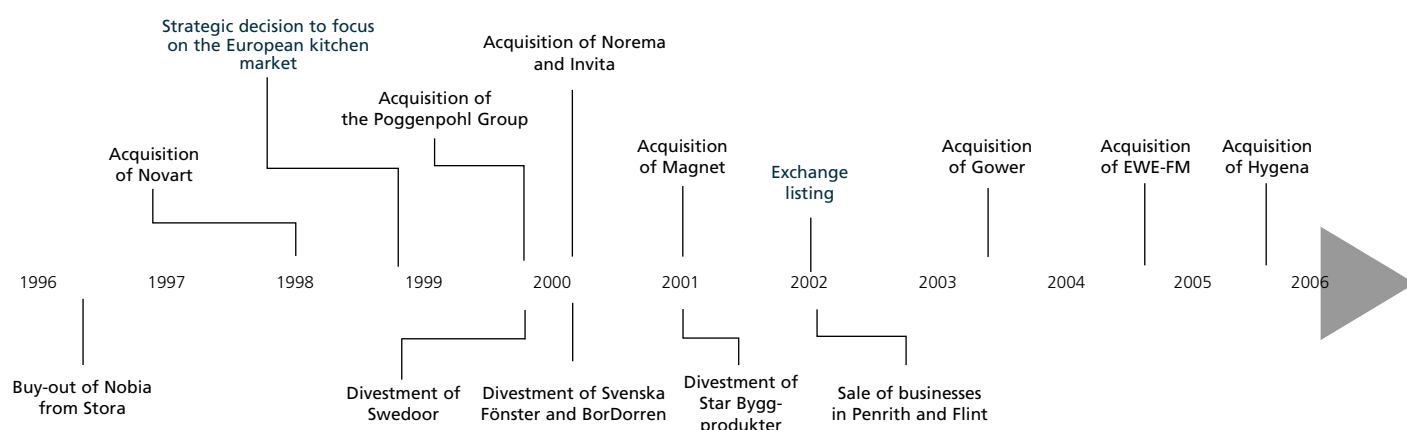 Strategic decision to focus
on the European kitchen
market
Acquisition of Norema
and Invita
Acquisition of
the Poggenpohl Group
Acquisition
of Novart
Acquisition
of Magnet
Exchange
listing
Acquisition
of Gower
Acquisition
of EWE-FM
Acquisition
of Hygena
1996 1997 1998 1999 2000 2001 2002 2003 2004 2005 2006
Buy-out of Nobia
from Stora
Divestment of
Swedoor
Divestment of Svenska
Fönster and BorDorren
Divestment of
Star Bygg-
produkter
Sale of businesses
in Penrith and Flint